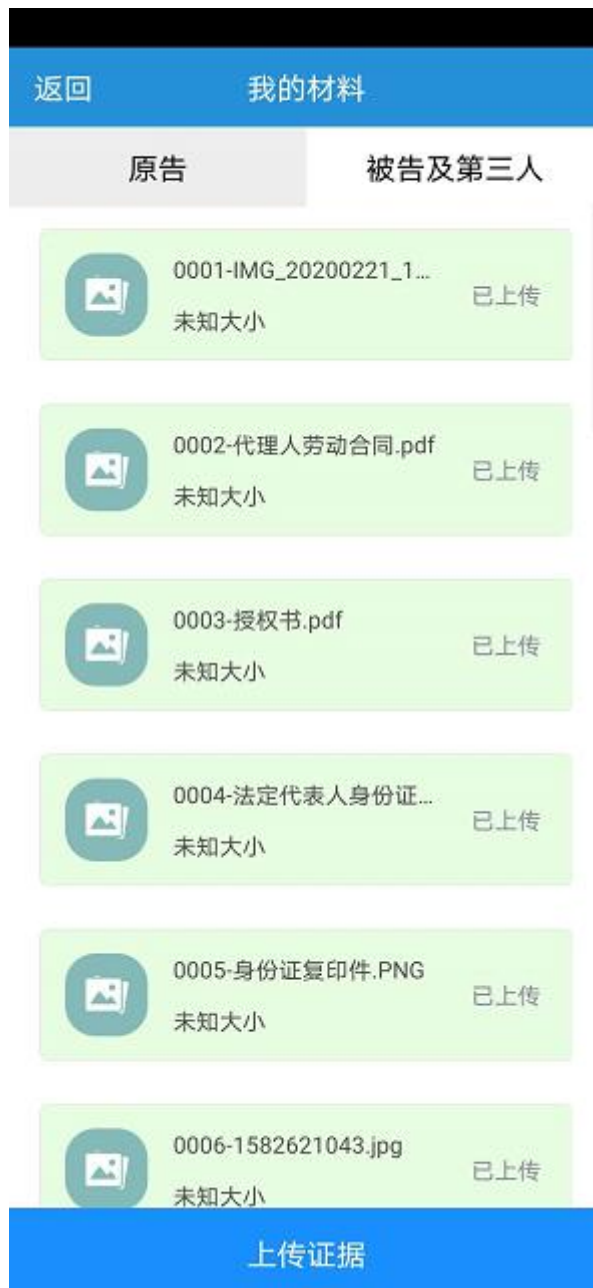 返回 我的材料
原告 被告及第三人
0001-IMG_20200221_1...
已上传
未知大小
0002-代理人劳动合同.pdf
已上传
未知大小
0003-授权书.pdf
已上传
未知大小
0004-法定代表人身份证...
已上传
未知大小
0005-身份证复印件.PNG
已上传
未知大小
0006-1582621043.jpg
已上传
未知大小
上传证据